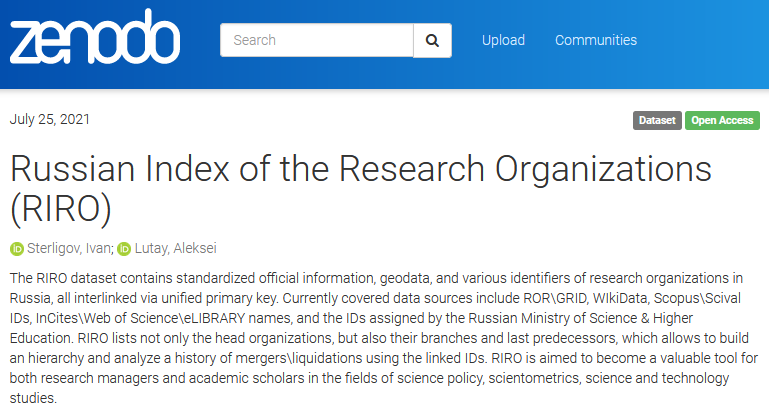 zenodo
Search
Upload
Communities
July 25, 2021
Dataset
Open Access
Russian Index of the Research Organizations
(RIRO)
iD Sterligov, Ivan; iD Lutay, Aleksei
The RIRO dataset contains standardized official information, geodata, and various identifiers of research organizations in
Russia, all interlinked via unified primary key. Currently covered data sources include ROR\GRID, WIkiData, Scopus\Scival
IDs, InCites\Web of Science\eLIBRARY names, and the IDs assigned by the Russian Ministry of Science & Higher
Education. RIRO lists not only the head organizations, but also their branches and last predecessors, which allows to build
an hierarchy and analyze a history of mergers\liquidations using the linked IDs. RIRO is aimed to become a valuable tool for
both research managers and academic scholars in the fields of science policy, scientometrics, science and technology
studies.